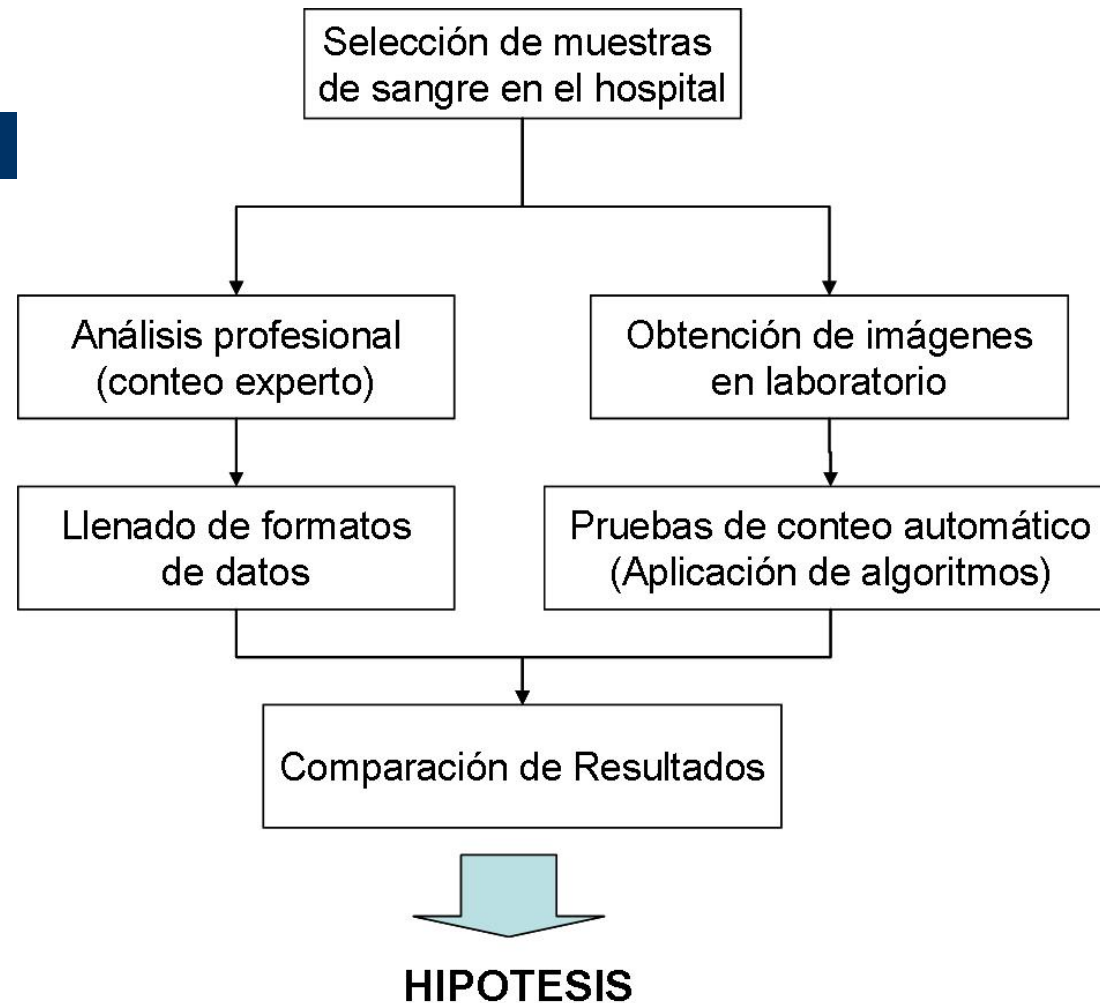 Selección de muestras
de sangre en el hospital
Análisis profesional
(conteo experto)
Obtención de imágenes
en laboratorio
Llenado de formatos
de datos
Pruebas de conteo automático
(Aplicación de algoritmos)
Comparación de Resultados
HIPOTESIS